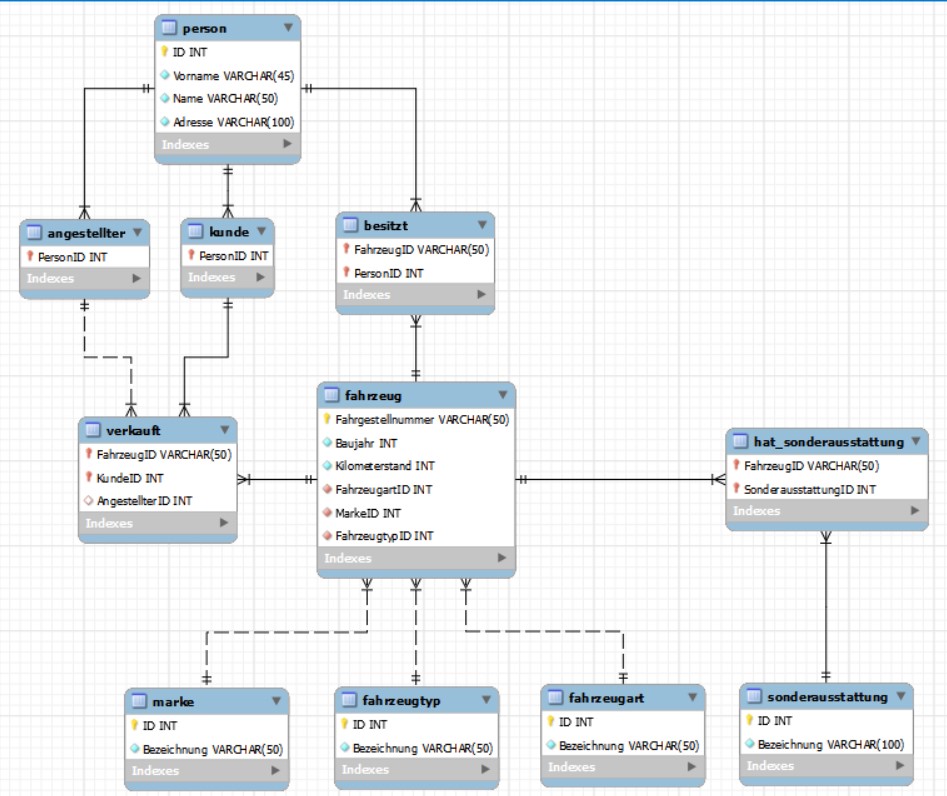 person
ID INT
Vorname VARCHAR(45)
Name VARCHAR(50)
Adresse VARCHAR(100)
Indexes
angestellter
PersonID INT
Indexes
kunde
PersonID INT
Indexes
besitzt
FahrzeugID VARCHAR(50)
PersonID INT
Indexes
verkauft
FahrzeugID VARCHAR(50)
KundeID INT
AngestellterID INT
Indexes
fahrzeug
Fahrgestellnummer VARCHAR(50)
Baujahr INT
Kilometerstand INT
FahrzeugartID INT
MarkeID INT
FahrzeugtypID INT
Indexes
hat_sonderausstattung
FahrzeugID VARCHAR(50)
SonderausstattungID INT
Indexes
marke
ID INT
Bezeichnung VARCHAR(50)
Indexes
fahrzeugtyp
ID INT
Bezeichnung VARCHAR(50)
Indexes
fahrzeugart
ID INT
Bezeichnung VARCHAR(50)
Indexes
sonderausstattung
ID INT
Bezeichnung VARCHAR(100)
Indexes